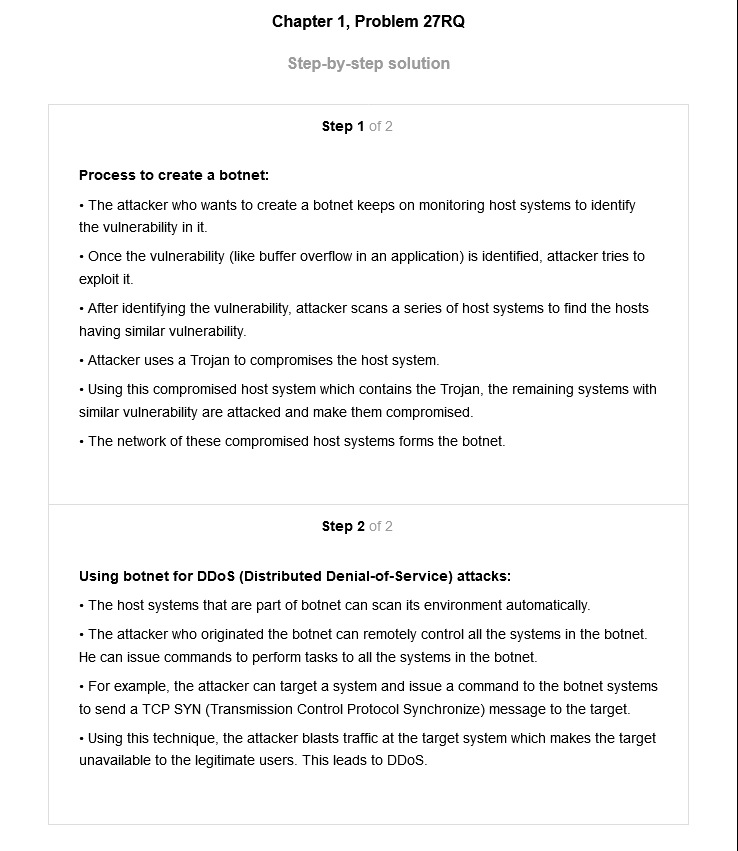 Chapter 1, Problem 27RQ
Step-by-step solution
Step 1 of 2
Process to create a botnet:
• The attacker who wants to create a botnet keeps on monitoring host systems to identify
the vulnerability in it.
• Once the vulnerability (like buffer overflow in an application) is identified, attacker tries to
exploit it.
• After identifying the vulnerability, attacker scans a series of host systems to find the hosts
having similar vulnerability.
• Attacker uses a Trojan to compromises the host system.
• Using this compromised host system which contains the Trojan, the remaining systems with
similar vulnerability are attacked and make them compromised.
• The network of these compromised host systems forms the botnet.
Step 2 of 2
Using botnet for DDoS (Distributed Denial-of-Service) attacks:
• The host systems that are part of botnet can scan its environment automatically.
• The attacker who originated the botnet can remotely control all the systems in the botnet.
He can issue commands to perform tasks to all the systems in the botnet.
• For example, the attacker can target a system and issue a command to the botnet systems
to send a TCP SYN (Transmission Control Protocol Synchronize) message to the target.
• Using this technique, the attacker blasts traffic at the target system which makes the target
unavailable to the legitimate users. This leads to DDoS.